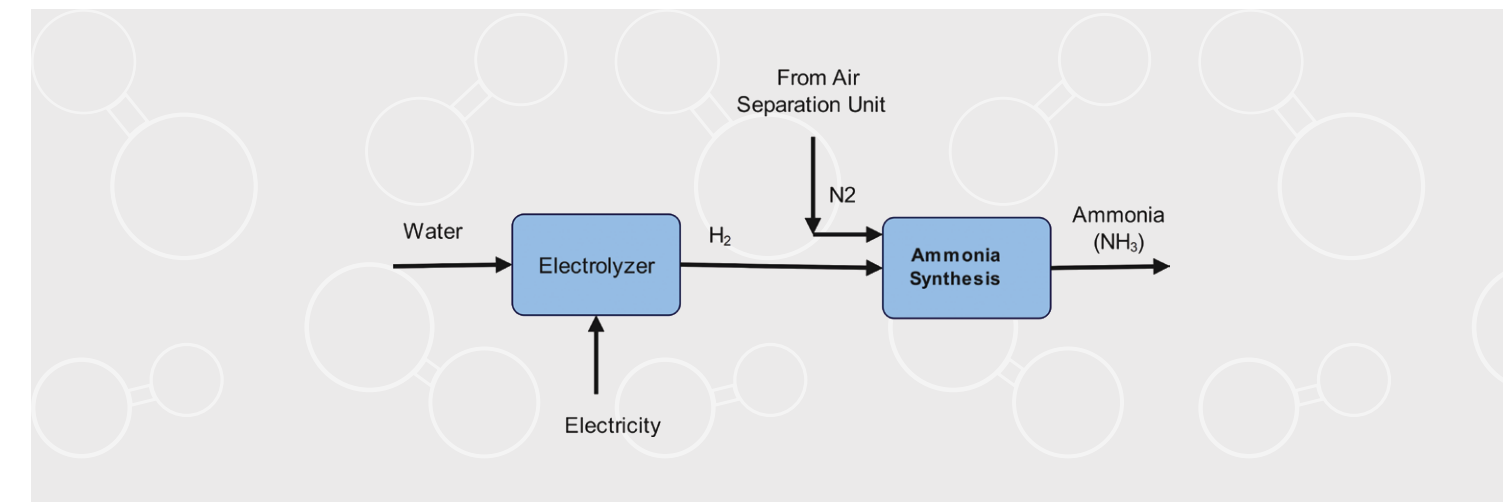 From Air
Separation Unit
N2
Water
Electrolyzer
H₂
Ammonia
Synthesis
Ammonia
(NH₃)
Electricity